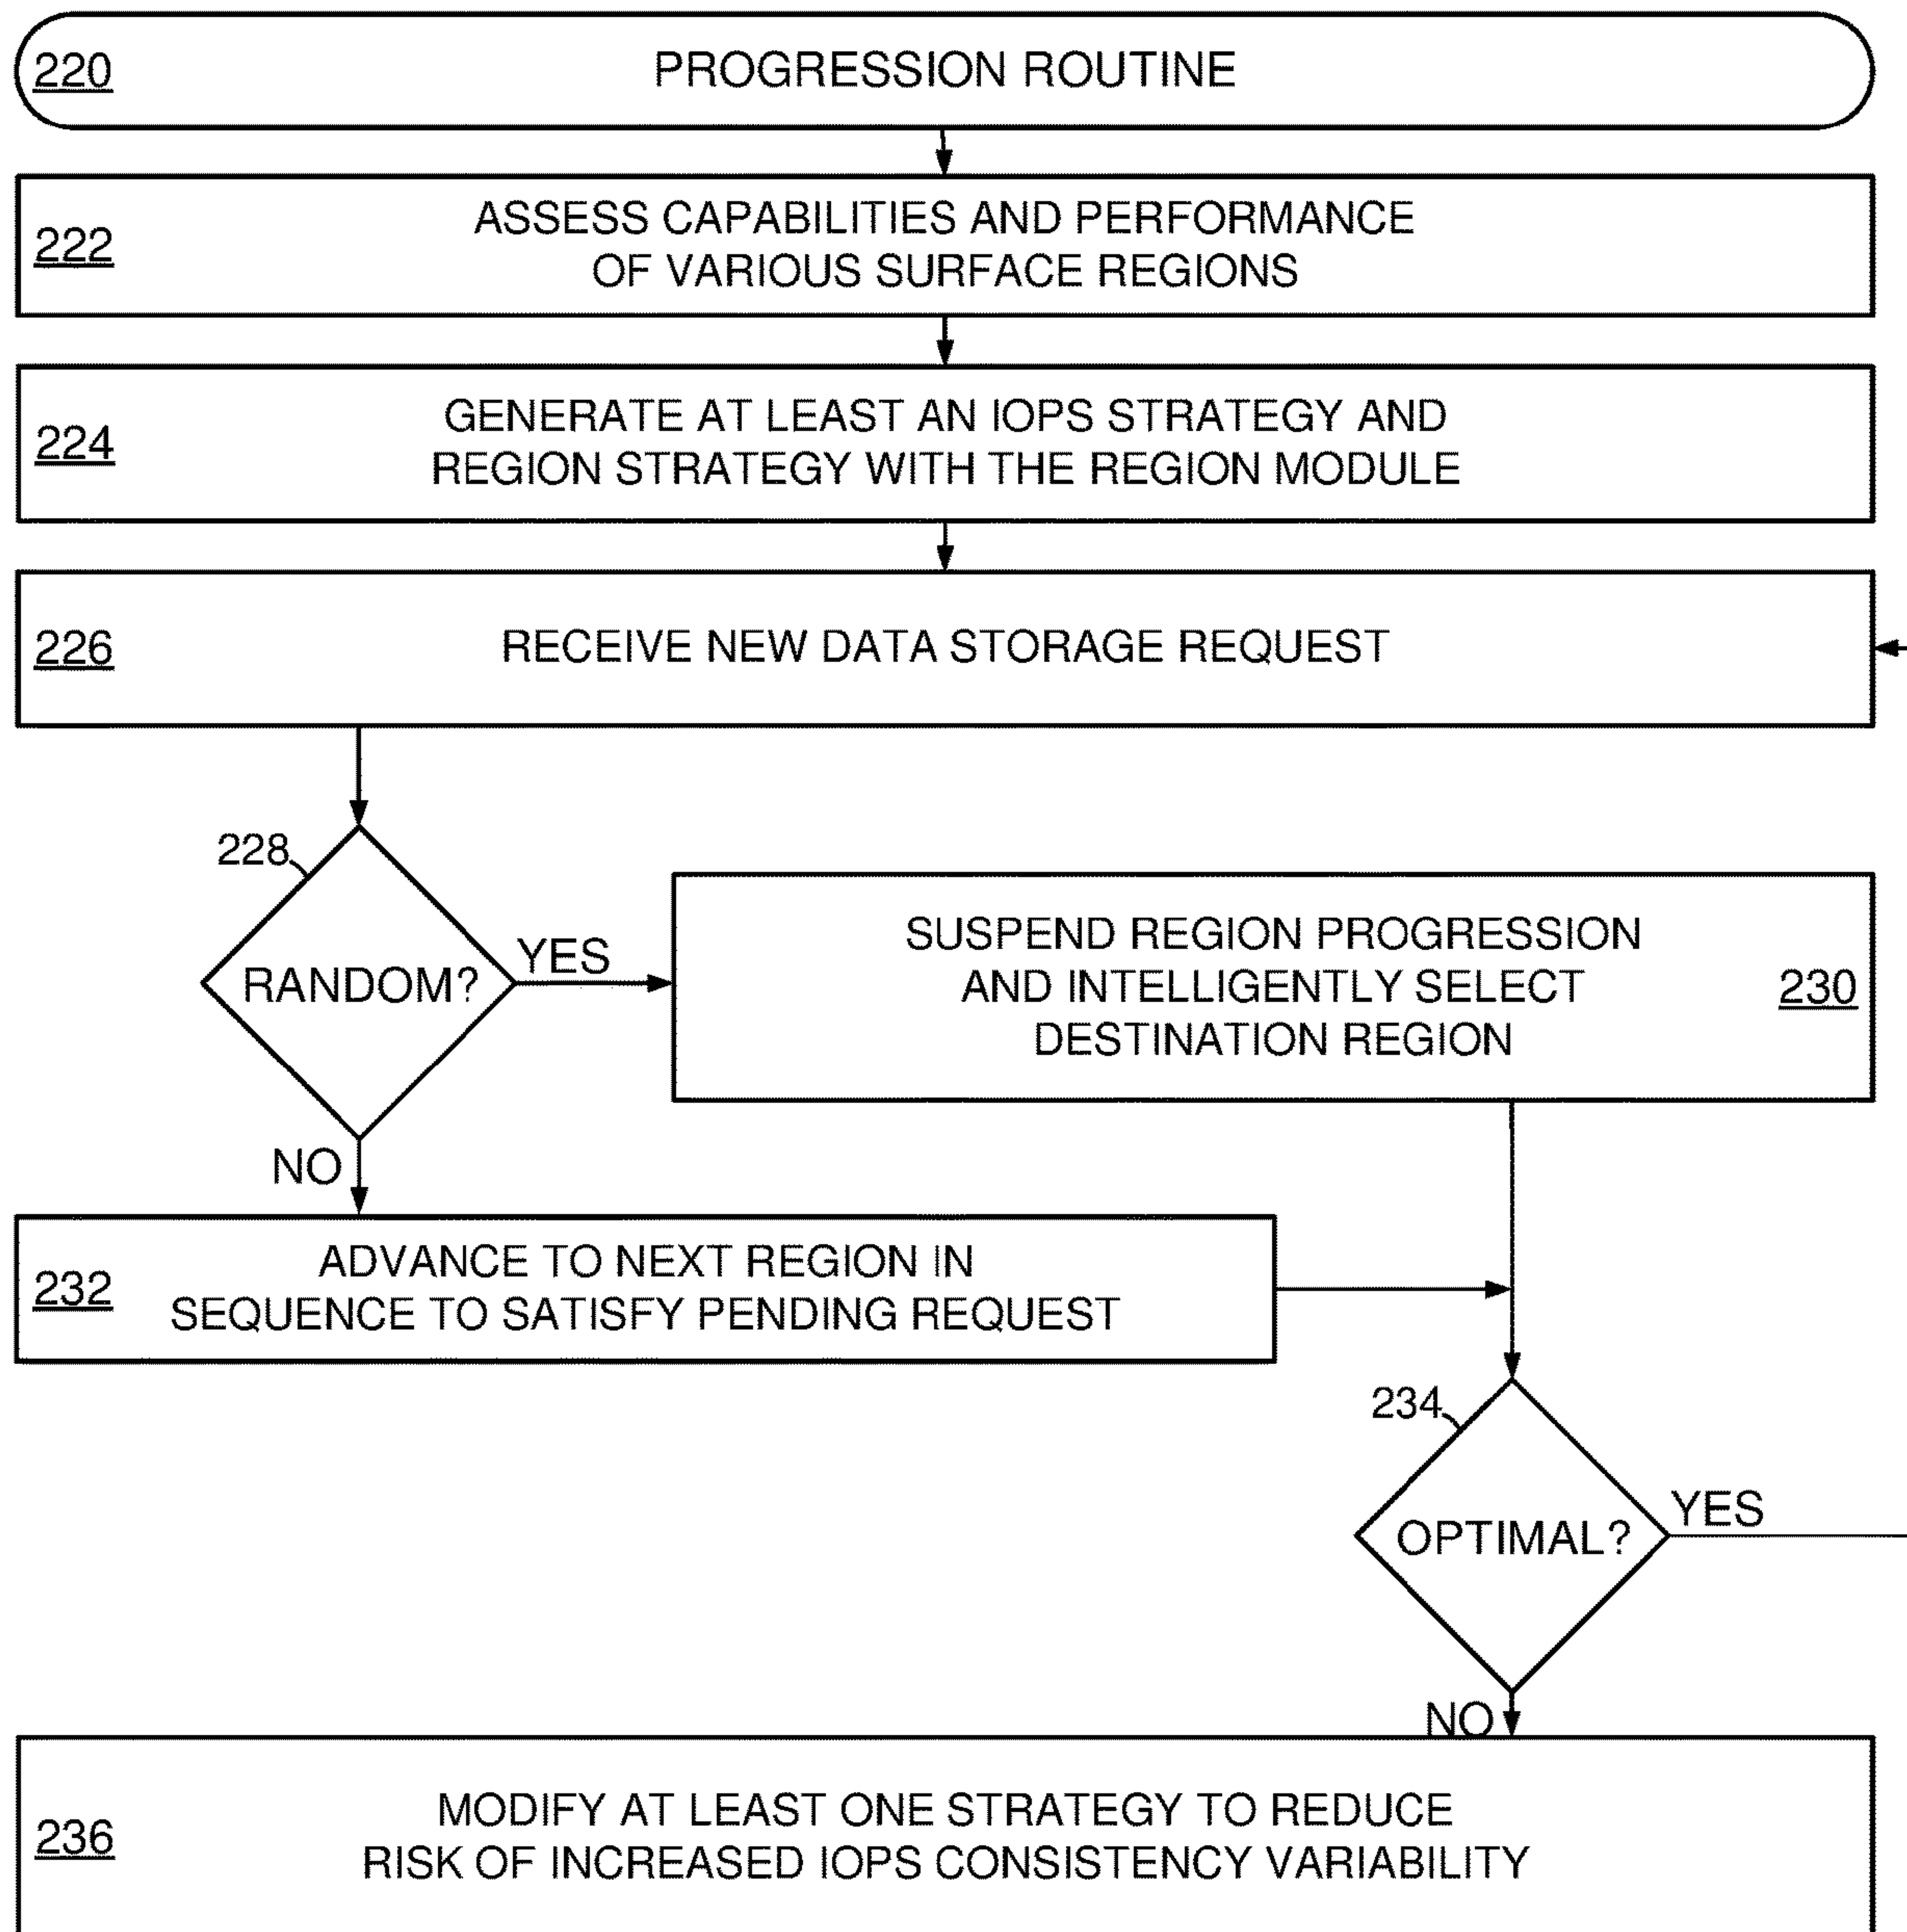 220 PROGRESSION ROUTINE
222 ASSESS CAPABILITIES AND PERFORMANCE
OF VARIOUS SURFACE REGIONS
224 GENERATE AT LEAST AN IOPS STRATEGY AND
REGION STRATEGY WITH THE REGION MODULE
226 RECEIVE NEW DATA STORAGE REQUEST
228
RANDOM?
YES
SUSPEND REGION PROGRESSION
AND INTELLIGENTLY SELECT
DESTINATION REGION
230
NO
232 ADVANCE TO NEXT REGION IN
SEQUENCE TO SATISFY PENDING REQUEST
234
OPTIMAL?
YES
NO
236 MODIFY AT LEAST ONE STRATEGY TO REDUCE
RISK OF INCREASED IOPS CONSISTENCY VARIABILITY